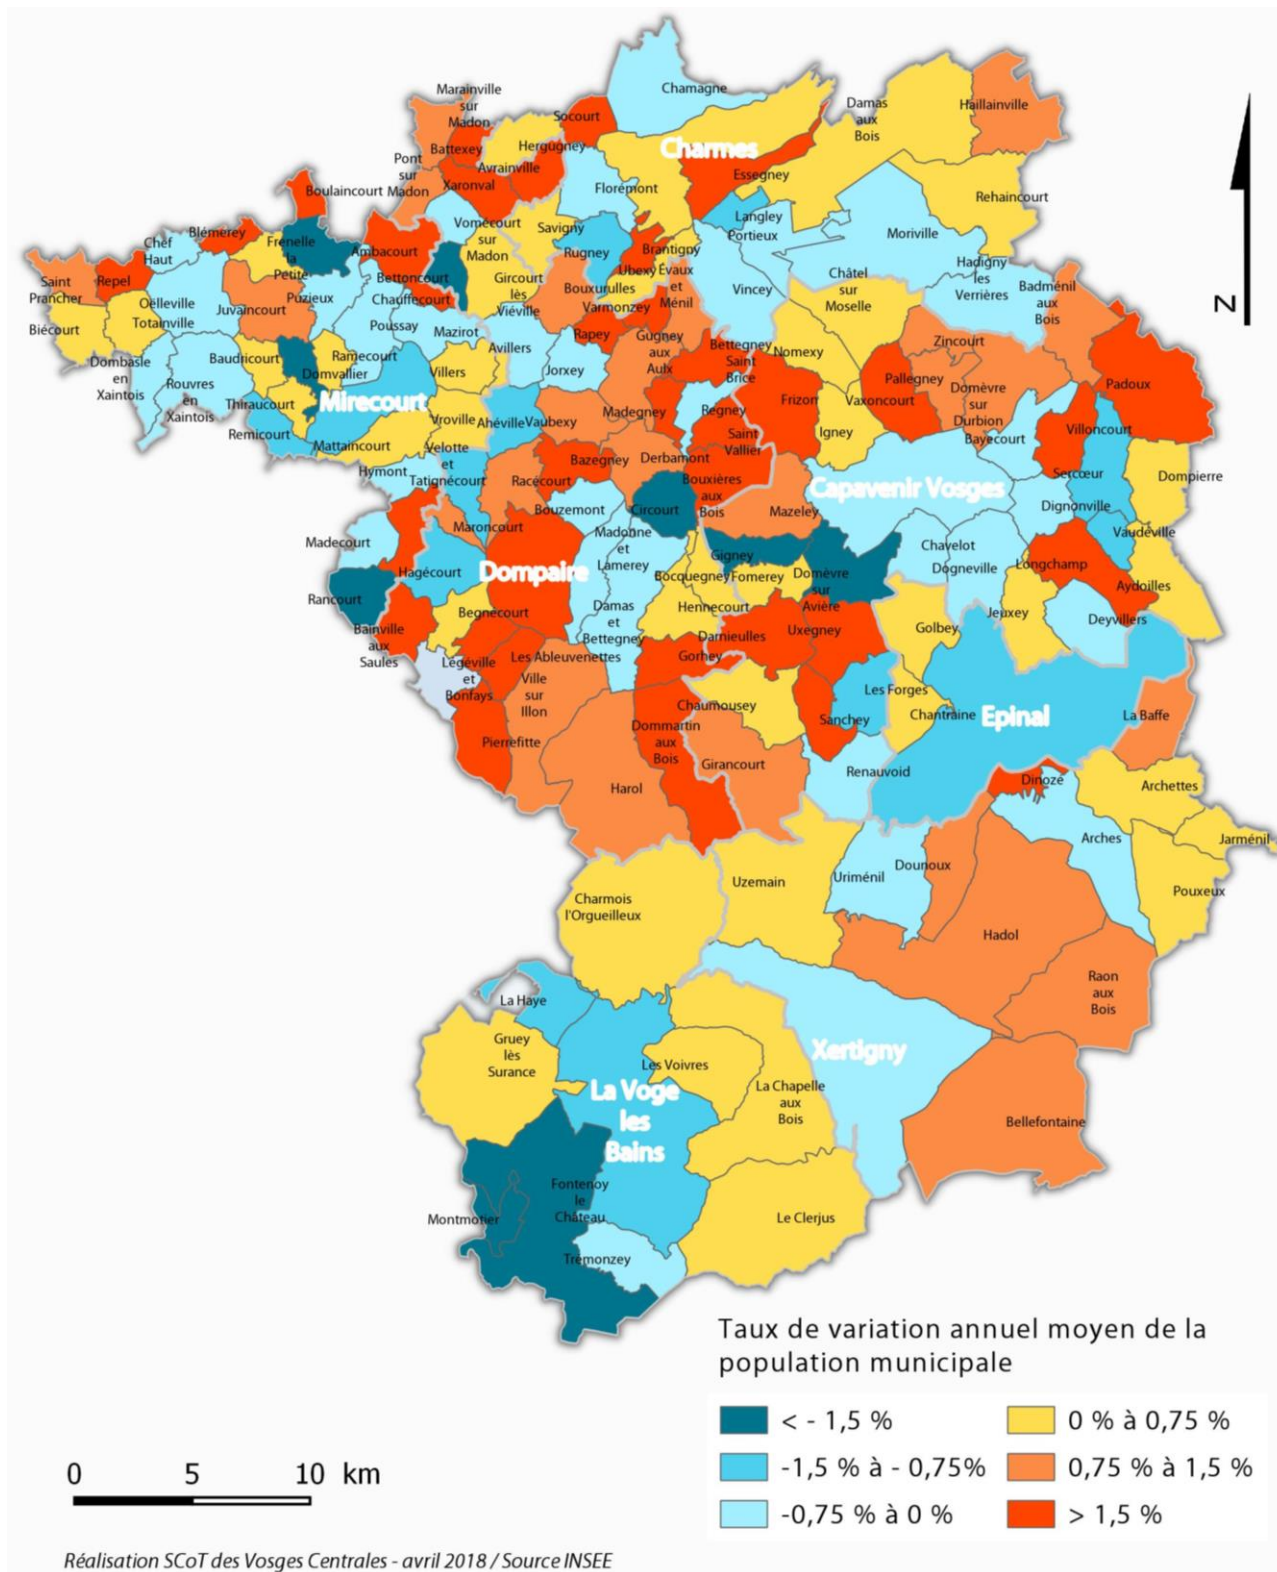 Chamagne
Marainville
sur
Madon
Damas
aux
Bois
Haillainville
Socourt
Battexey
Hergugney
Charmes
Pont
sur
Madon
Avrainville
Essegney
Xaronval
Boulaincourt
Florémont
Rehaincourt
Langley
Portieux
Vomécourt
sur
Madon
Savigny
Blémerey
Chef
Haut
Frenelle
la
Petite
Ambacourt
Rugney
Brantigny
Moriville
Ubexy
Évaux
et
Ménil
Hadigny
les
Verrières
Saint
Prancher
Repel
Bettoncourt
Gircourt
lès
Viéville
Bouxurulles
Vincey
Châtel
sur
Moselle
Badménil
aux
Bois
Oëlleville
Juvaincourt
Puzieux
Chauffecourt
Varmonzey
Biécourt
Totainville
Poussay
Mazirot
Rapey
Gugney
aux
Aulx
Bettegney
Saint
Brice
Zincourt
Avillers
Nomexy
Dombasle
en
Xaintois
Baudricourt
Ramecourt
Domvallier
Villers
Jorxey
Pallegney
Padoux
Rouvres
en
Xaintois
Domèvre
sur
Durbion
Thiraucourt
Mirecourt
Madegney
Regney
Frizon
Vaxoncourt
Remicourt
Vroville
Ahéville
Vaubexy
Saint
Vallier
Igney
Bayecourt
Villoncourt
Mattaincourt
Velotte
et
Tatignécourt
Bazegney
Derbamont
Hymont
Racécourt
Bouxières
aux
Bois
Capavenir Vosges
Sercœur
Dompierre
Bouzemont
Circourt
Mazeley
Dignonville
Maroncourt
Madonne
et
Lamerey
Vaudéville
Madecourt
Gigney
Chavelot
Dogneville
Longchamp
Hagécourt
Dompaire
Bocquegney
Fomerey
Domèvre
sur
Avière
Aydoilles
Rancourt
Begnécourt
Damas
et
Bettegney
Hennecourt
Jeuxey
Deyvillers
Bainville
aux
Saules
Darnieulles
Uxegney
Golbey
Légéville
et
Bonfays
Les Ableuvenettes
Gorhey
Ville
sur
Illon
Chaumousey
Les Forges
Sanchey
Chantraine
Epinal
La Baffe
Dommartin
aux
Bois
Pierrefitte
Girancourt
Renauvoid
Dinozé
Archettes
Harol
Arches
Jarménil
Dounoux
Uriménil
Uzemain
Pouxeux
Charmois
l'Orgueilleux
Hadol
Raon
aux
Bois
La Haye
Gruey
lès
Surance
Xertigny
Les Voivres
La Voge
les
Bains
La Chapelle
aux
Bois
Bellefontaine
Fontenoy
le
Château
Montmotier
Le Clerjus
Trémonzey
N
Taux de variation annuel moyen de la
population municipale
< - 1,5 %
0 % à 0,75 %
-1,5 % à - 0,75%
0,75 % à 1,5 %
-0,75 % à 0 %
> 1,5 %
0 5 10 km
Réalisation SCoT des Vosges Centrales - avril 2018 / Source INSEE